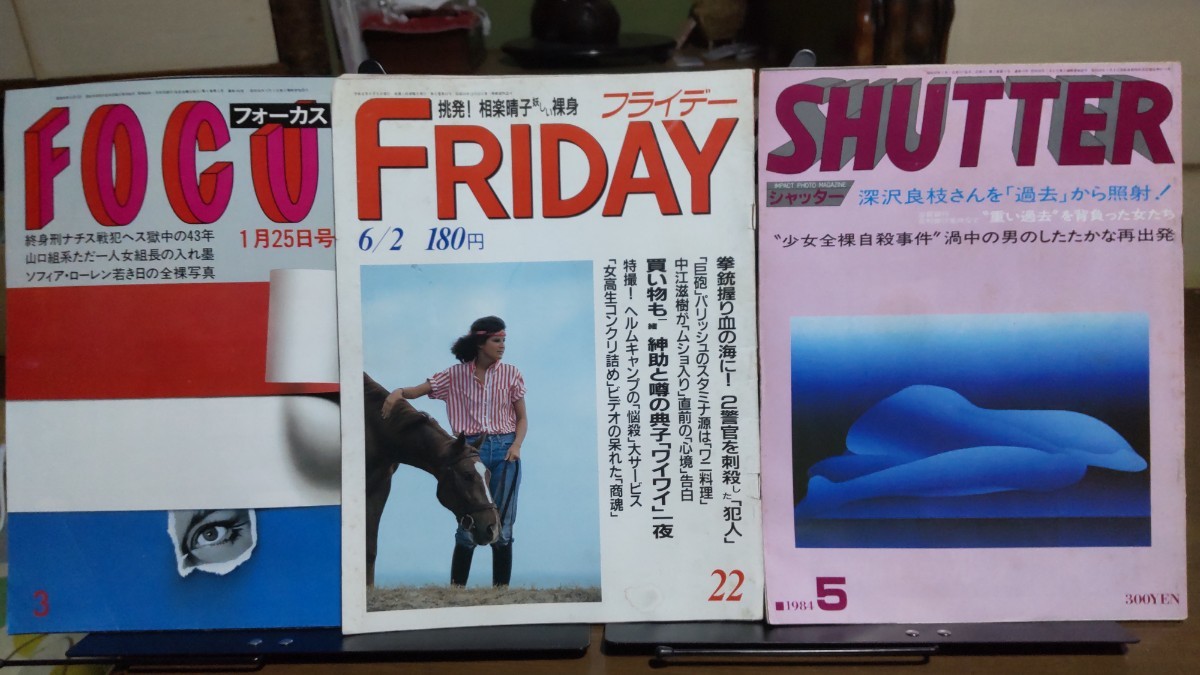 フォーカス
FOCU
1月25日号
終身刑ナチス戦犯ヘス獄中の43年
山口組系ただ一人女組長の入れ墨
ソフィア・ローレン若き日の全裸写真
3
挑発!相楽晴子妖しい裸身
フライデー
FRIDAY
6/2 180円
拳銃握り血の海に!2警官を刺殺した「犯人」
「巨砲」パリッシュのスタミナ源は「ワニ料理」
中江滋樹が「ムショ入り」直前の「心境」告白
買い物も一緒 紳助と噂の典子「ワイワイ」一夜
特撮!ヘルムキャンプの「悩殺」大サービス
「女高生コンクリ詰め」ビデオの呆れた「商魂」
22
SHUTTER
IMPACT PHOTO MAGAZINE
シャッター
深沢良枝さんを「過去」から照射!
“重い過去”を背負った女たち
“少女全裸自殺事件”渦中の男のしたたかな再出発
■1984 5
300YEN